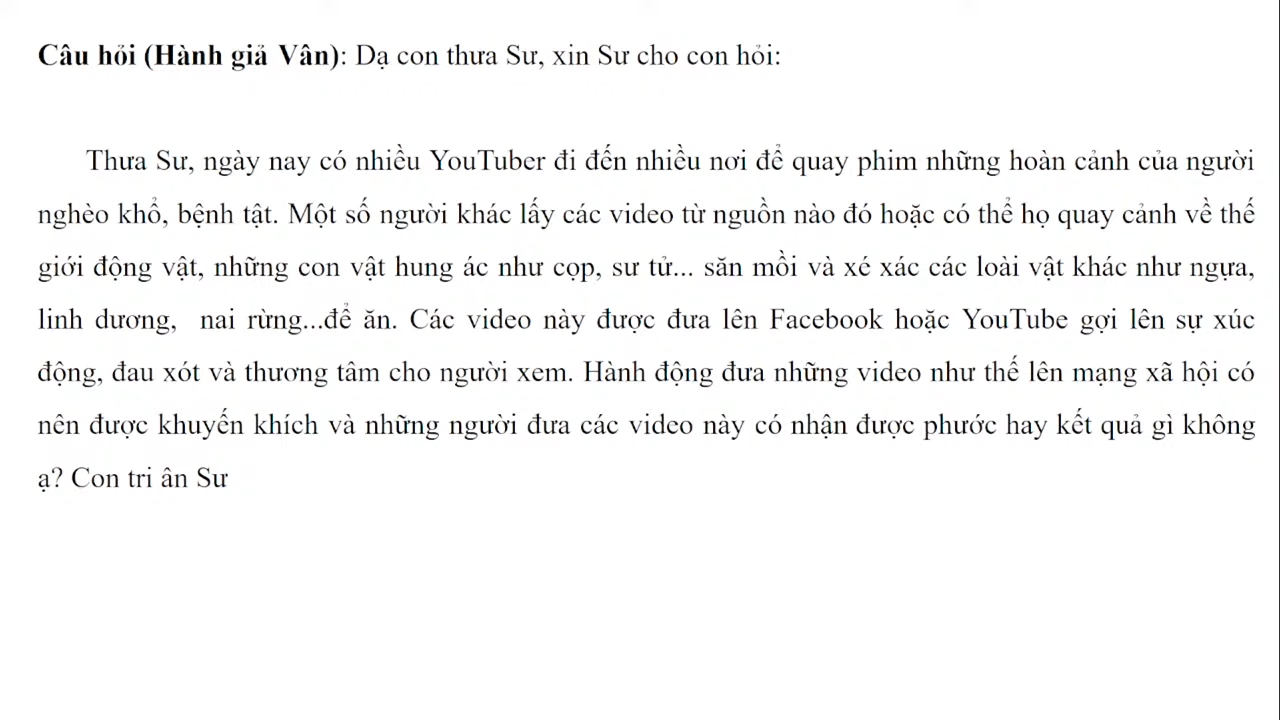 Câu hỏi (Hành giả Vân): Dạ con thưa Sư, xin Sư cho con hỏi:
Thưa Sư, ngày nay có nhiều YouTuber đi đến nhiều nơi để quay phim những hoàn cảnh của người
nghèo khổ, bệnh tật. Một số người khác lấy các video từ nguồn nào đó hoặc có thể họ quay cảnh về thế
giới động vật, những con vật hung ác như cọp, sư tử... săn mồi và xé xác các loài vật khác như ngựa,
linh dương, nai rừng...để ăn. Các video này được đưa lên Facebook hoặc YouTube gợi lên sự xúc
động, đau xót và thương tâm cho người xem. Hành động đưa những video như thế lên mạng xã hội có
nên được khuyến khích và những người đưa các video này có nhận được phước hay kết quả gì không
ạ? Con tri ân Sư